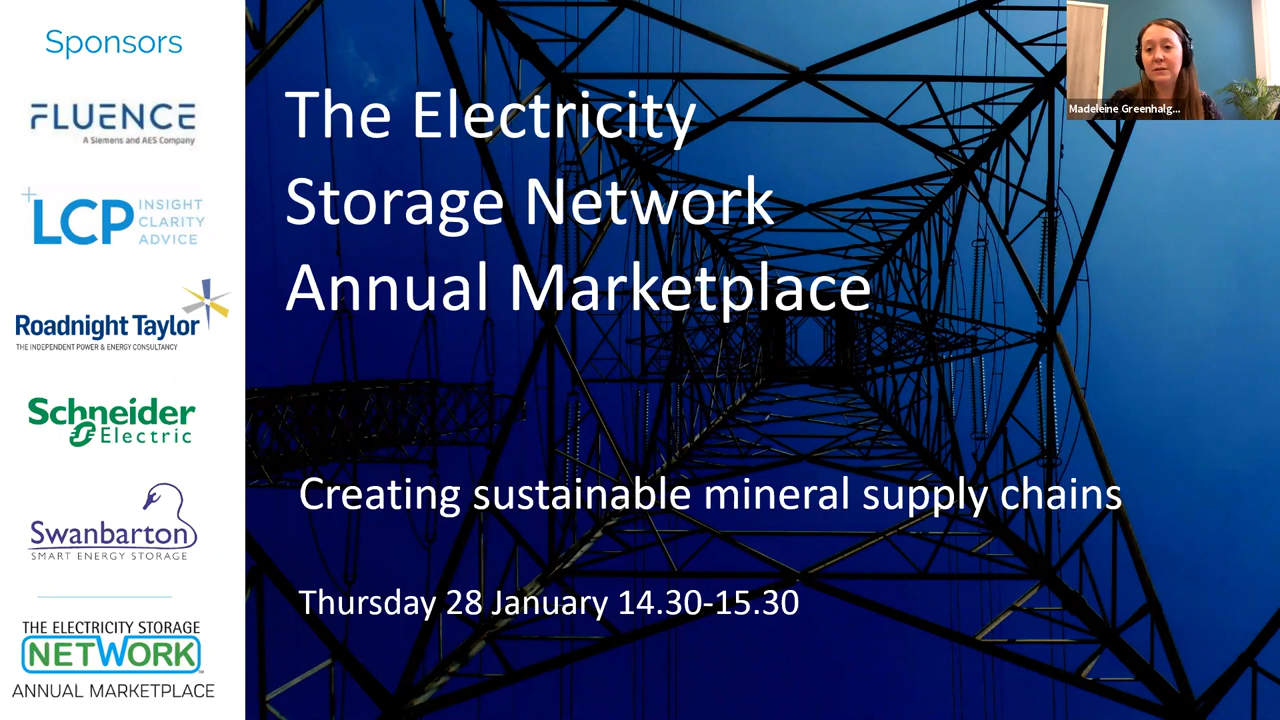 Sponsors
FLUENCE
A Siemens and AES Company
LCP
INSIGHT
CLARITY
ADVICE
Roadnight Taylor
THE INDEPENDENT POWER & ENERGY CONSULTANCY
Schneider
Electric
Swanbarton
SMART ENERGY STORAGE
THE ELECTRICITY STORAGE
NETWORK
ANNUAL MARKETPLACE
The Electricity
Storage Network
Annual Marketplace
Creating sustainable mineral supply chains
Thursday 28 January 14.30-15.30
Madeleine Greenhalg...